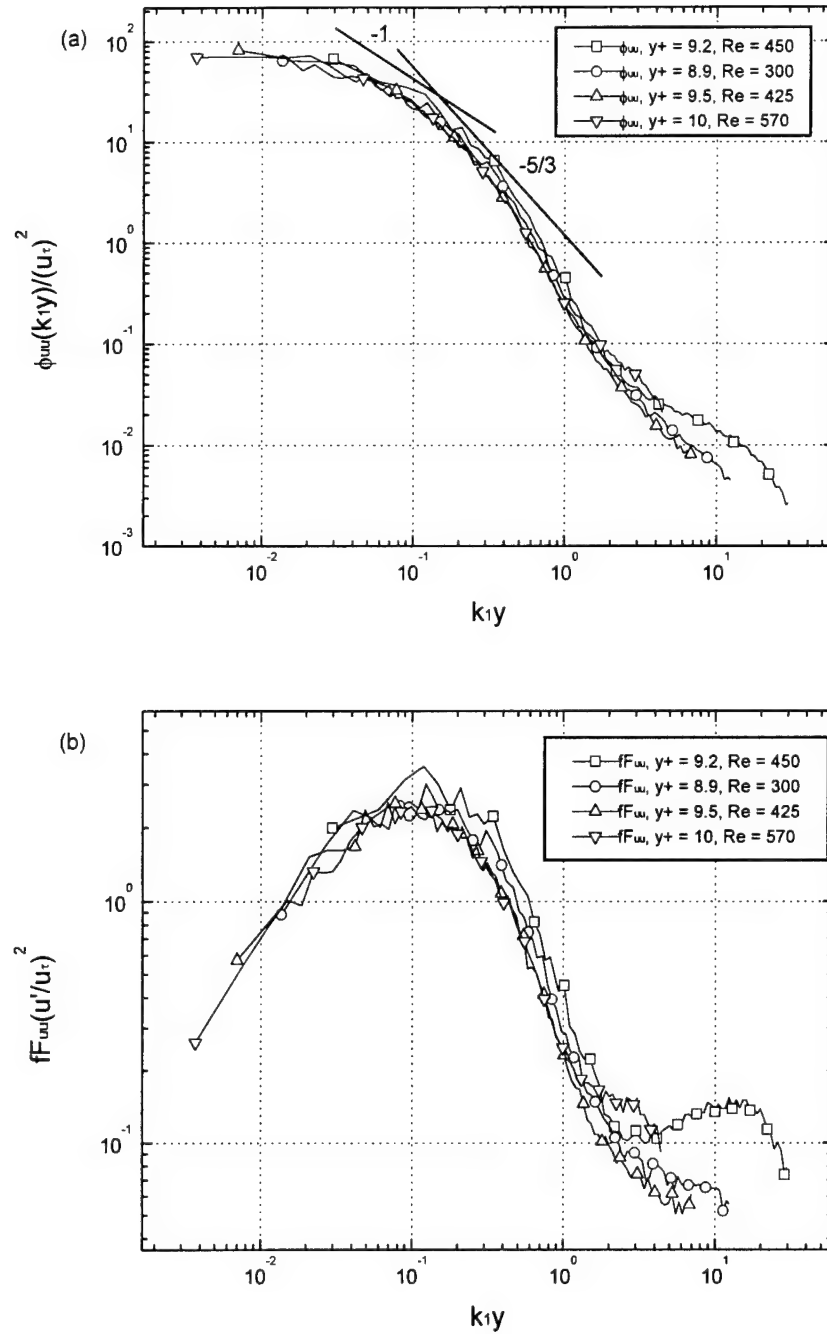 (a)
-1
-5/3
ϕuu, y+ = 9.2, Re = 450
ϕuu, y+ = 8.9, Re = 300
ϕuu, y+ = 9.5, Re = 425
ϕuu, y+ = 10, Re = 570
10^2
10^1
10^0
10^-1
10^-2
10^-3
ϕuu(k1y)/(uτ)^2
10^-2
10^-1
10^0
10^1
k1y
(b)
fFuu, y+ = 9.2, Re = 450
fFuu, y+ = 8.9, Re = 300
fFuu, y+ = 9.5, Re = 425
fFuu, y+ = 10, Re = 570
10^0
10^-1
fFuu(u'/uτ)^2
10^-2
10^-1
10^0
10^1
k1y